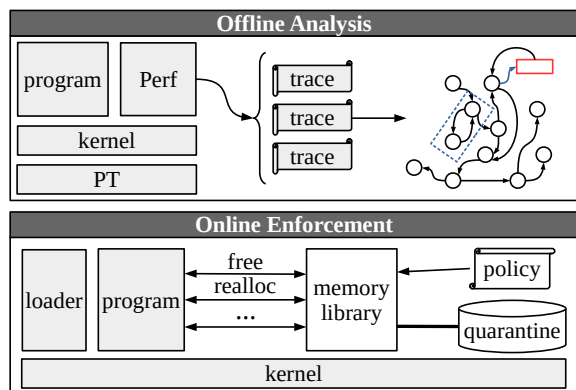 Offline Analysis
program
Perf
kernel
PT
trace
trace
trace
Online Enforcement
loader
program
free
realloc
...
memory
library
policy
quarantine
kernel